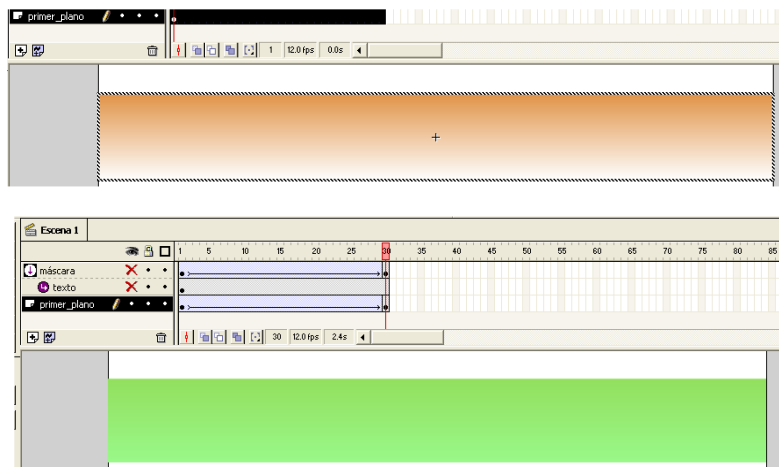 primer_plano
1 12.0 fps 0.0s
Escena 1
1 5 10 15 20 25 30 35 40 45 50 55 60 65 70 75 80 85
máscara
texto
primer_plano
30 12.0 fps 2.4s